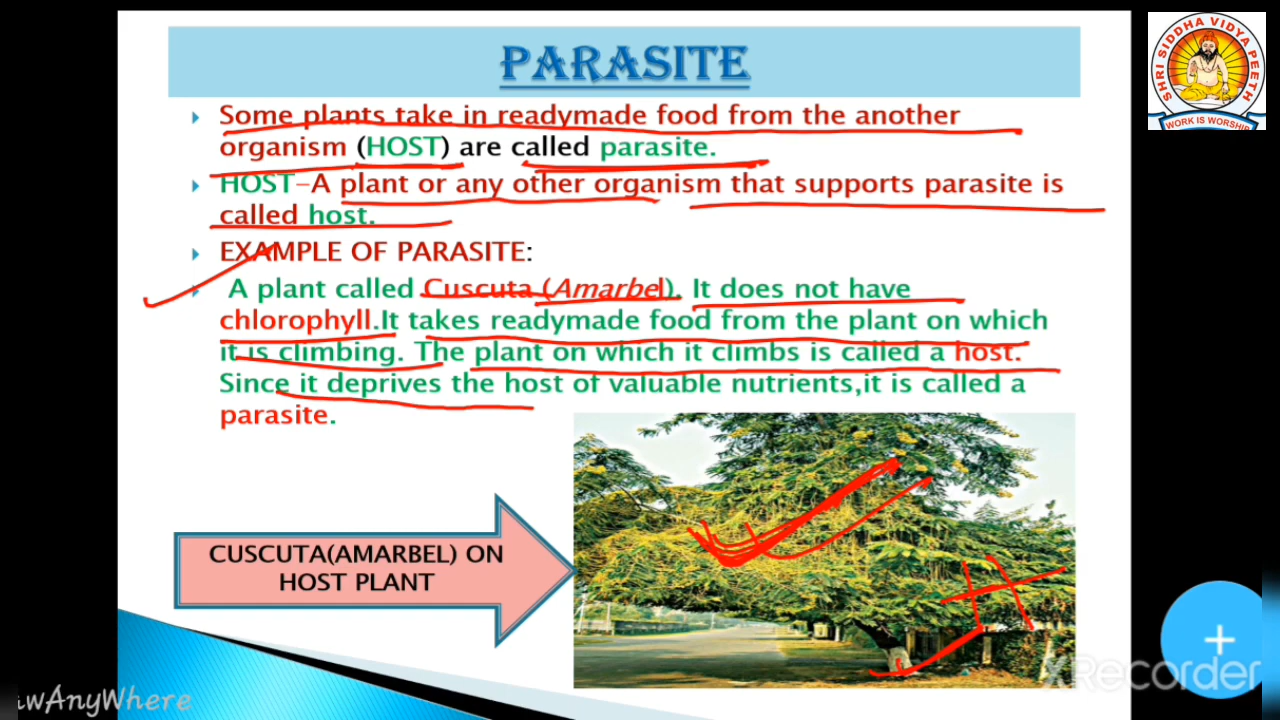 PARASITE
Some plants take in readymade food from the another
organism (HOST) are called parasite.
HOST-A plant or any other organism that supports parasite is
called host.
EXAMPLE OF PARASITE:
A plant called Cuscuta (Amarbel). It does not have
chlorophyll.It takes readymade food from the plant on which
it is climbing. The plant on which it climbs is called a host.
Since it deprives the host of valuable nutrients,it is called a
parasite.
CUSCUTA(AMARBEL) ON
HOST PLANT
SHRI SIDDHA VIDYA PEETH
WORK IS WORSHIP
+
XRecorder
AnyWhere